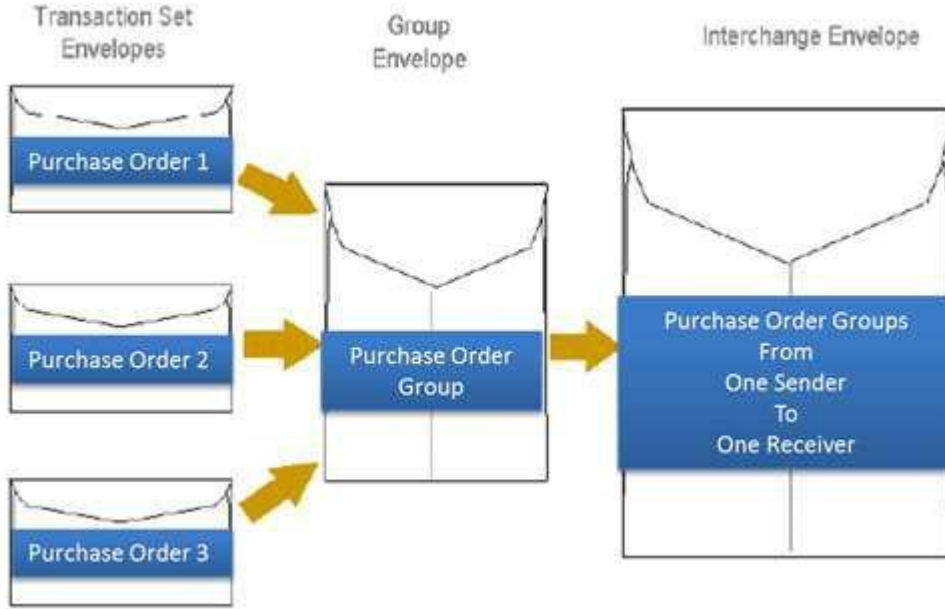 Transaction Set
Envelopes
Group
Envelope
Interchange Envelope
Purchase Order 1
Purchase Order 2
Purchase Order 3
Purchase Order
Group
Purchase Order Groups
From
One Sender
To
One Receiver